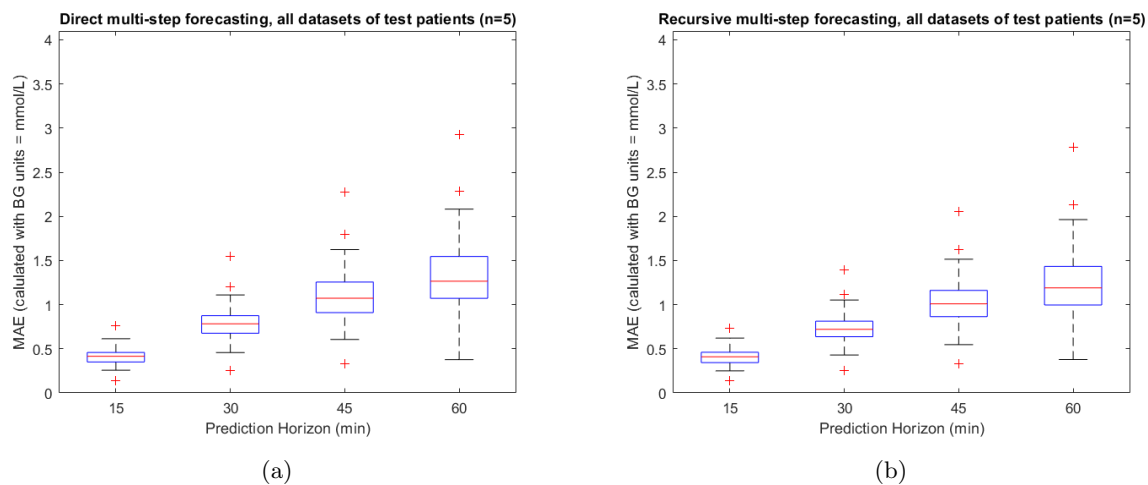 Direct multi-step forecasting, all datasets of test patients (n=5)
4
3.5
3
2.5
2
1.5
1
0.5
0
MAE (calulated with BG units = mmol/L)
15 30 45 60
Prediction Horizon (min)
(a)
Recursive multi-step forecasting, all datasets of test patients (n=5)
4
3.5
3
2.5
2
1.5
1
0.5
0
MAE (calulated with BG units = mmol/L)
15 30 45 60
Prediction Horizon (min)
(b)